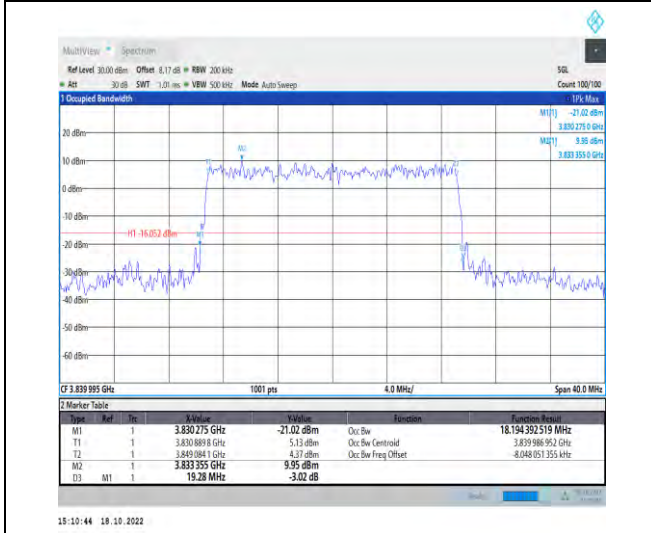 MultiView Spectrum
Ref Level 30.00 dBm Offset 8.17 dB RBW 200 kHz SGL
Att 30 dB SWT 1.01 ms VBW 500 kHz Mode Auto Sweep Count 100/100
1 Occupied Bandwidth 1Pk Max
M1[1] -21.02 dBm
3.830 275 0 GHz
M2[1] 9.95 dBm
3.833 355 0 GHz
20 dBm
M2
10 dBm
0 dBm
-10 dBm
H1 -16.052 dBm
-20 dBm
-30 dBm
-40 dBm
-50 dBm
-60 dBm
CF 3.839 995 GHz 1001 pts 4.0 MHz/ Span 40.0 MHz
2 Marker Table
Type Ref Trc X-Value Y-Value Function Function Result
M1 1 3.830 275 GHz -21.02 dBm Occ Bw 18.194 392 519 MHz
T1 1 3.830 889 8 GHz 5.13 dBm Occ Bw Centroid 3.839 986 952 GHz
T2 1 3.849 084 1 GHz 4.37 dBm Occ Bw Freq Offset -8.048 051 355 kHz
M2 1 3.833 355 GHz 9.95 dBm
D3 M1 1 19.28 MHz -3.02 dB
15:10:44 18.10.2022